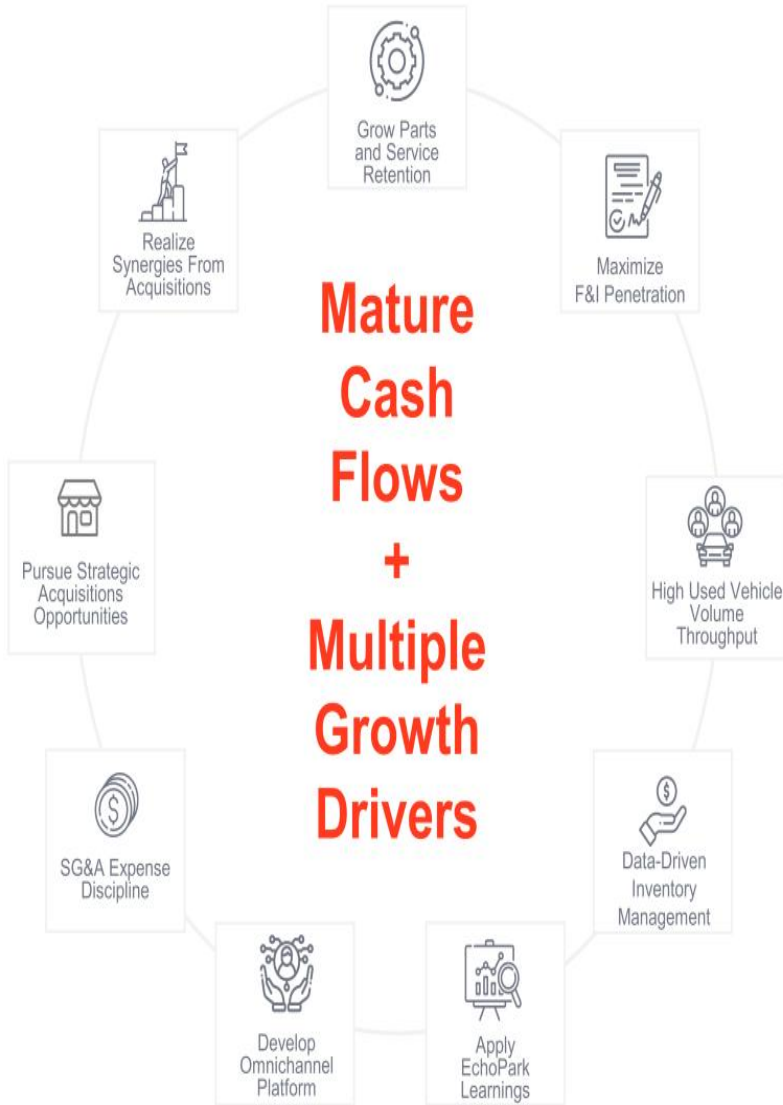 Grow Parts
and Service
Retention
Maximize
F&I Penetration
High Used Vehicle
Volume
Throughput
Data-Driven
Inventory
Management
Apply
EchoPark
Learnings
Develop
Omnichannel
Platform
SG&A Expense
Discipline
Pursue Strategic
Acquisitions
Opportunities
Realize
Synergies From
Acquisitions
Mature
Cash
Flows
+
Multiple
Growth
Drivers